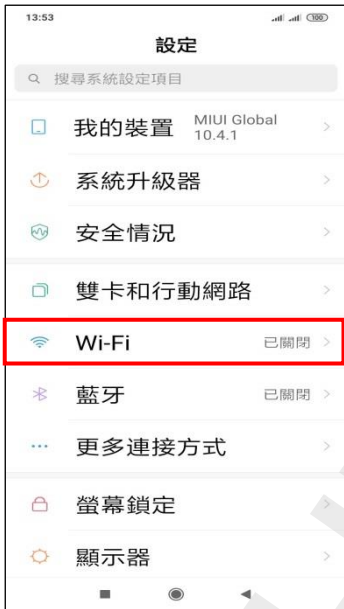 13:53 100
設定
搜尋系統設定項目
我的裝置 MIUI Global 10.4.1
系統升級器
安全情況
雙卡和行動網路
Wi-Fi 已關閉
藍牙 已關閉
更多連接方式
螢幕鎖定
顯示器